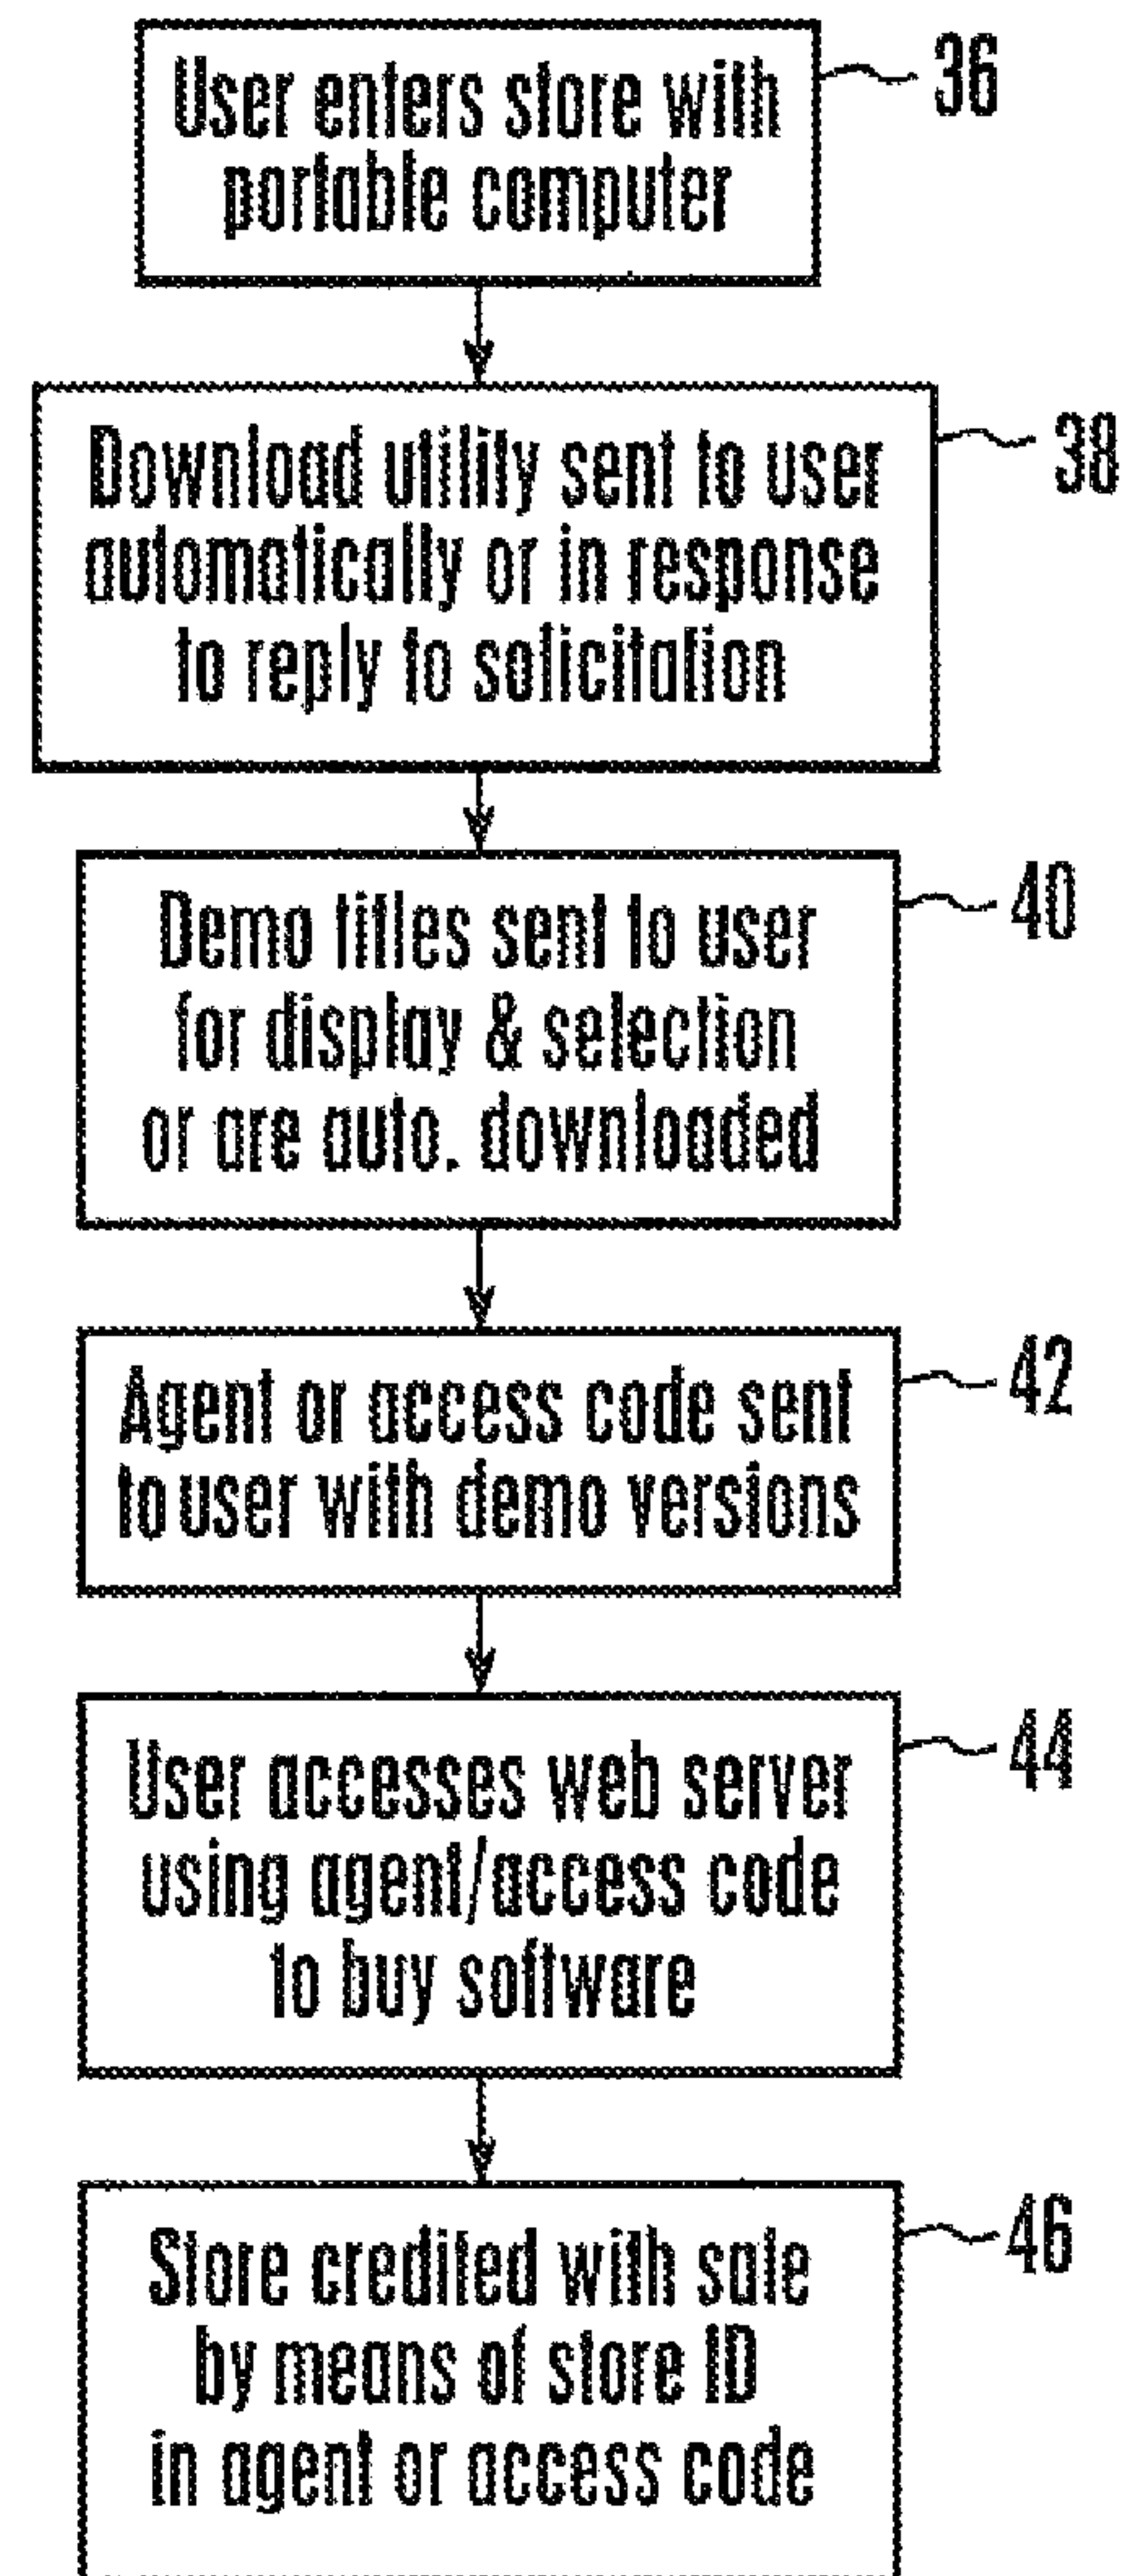 User enters store with
portable computer
36
Download utility sent to user
automatically or in response
to reply to solicitation
38
Demo titles sent to user
for display & selection
or are auto. downloaded
40
Agent or access code sent
to user with demo versions
42
User accesses web server
using agent/access code
to buy software
44
Store credited with sale
by means of store ID
in agent or access code
46